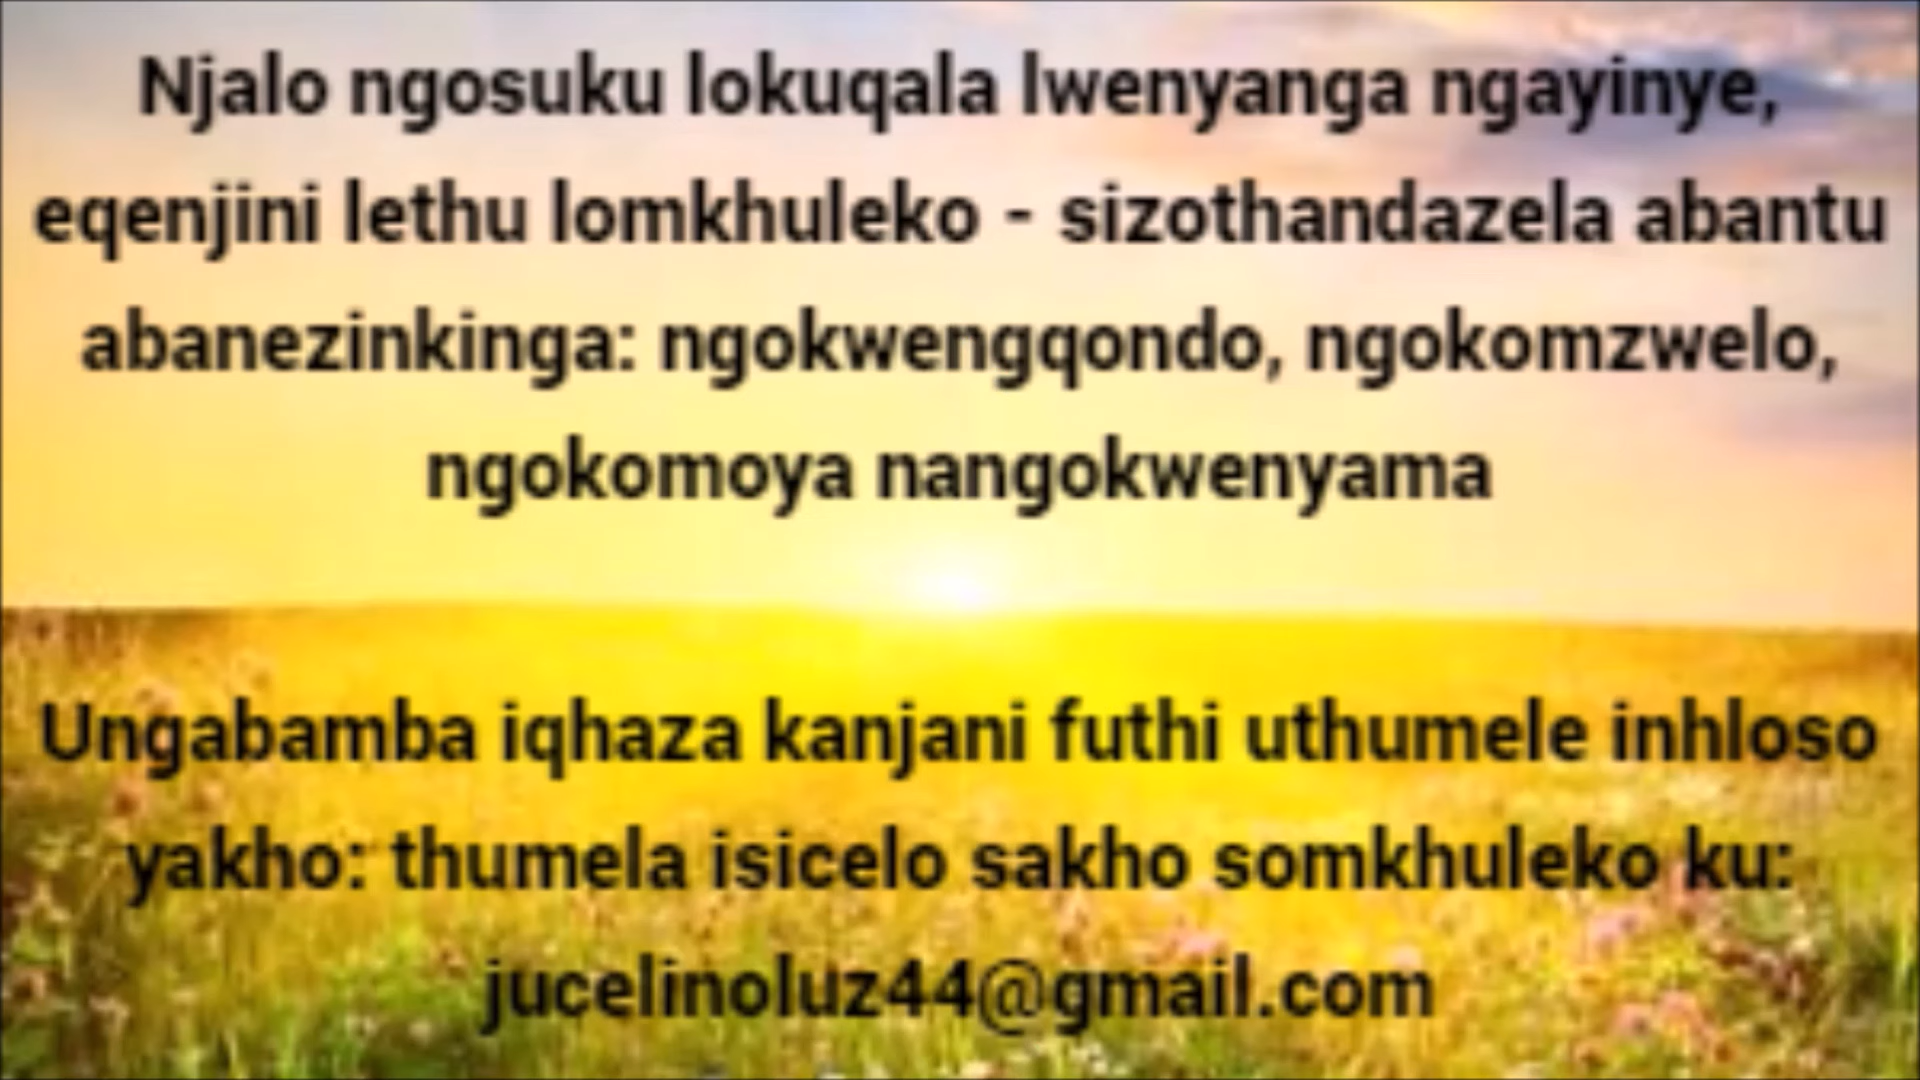 Njalo ngosuku lokuqala lwenyanga ngayinye,
eqenjini lethu lomkhuleko - sizothandazela abantu
abanezinkinga: ngokwengqondo, ngokomzwelo,
ngokomoya nangokwenyama
Ungabamba iqhaza kanjani futhi uthumele inhloso
yakho: thumela isicelo sakho somkhuleko ku:
jucelinoluz44@gmail.com